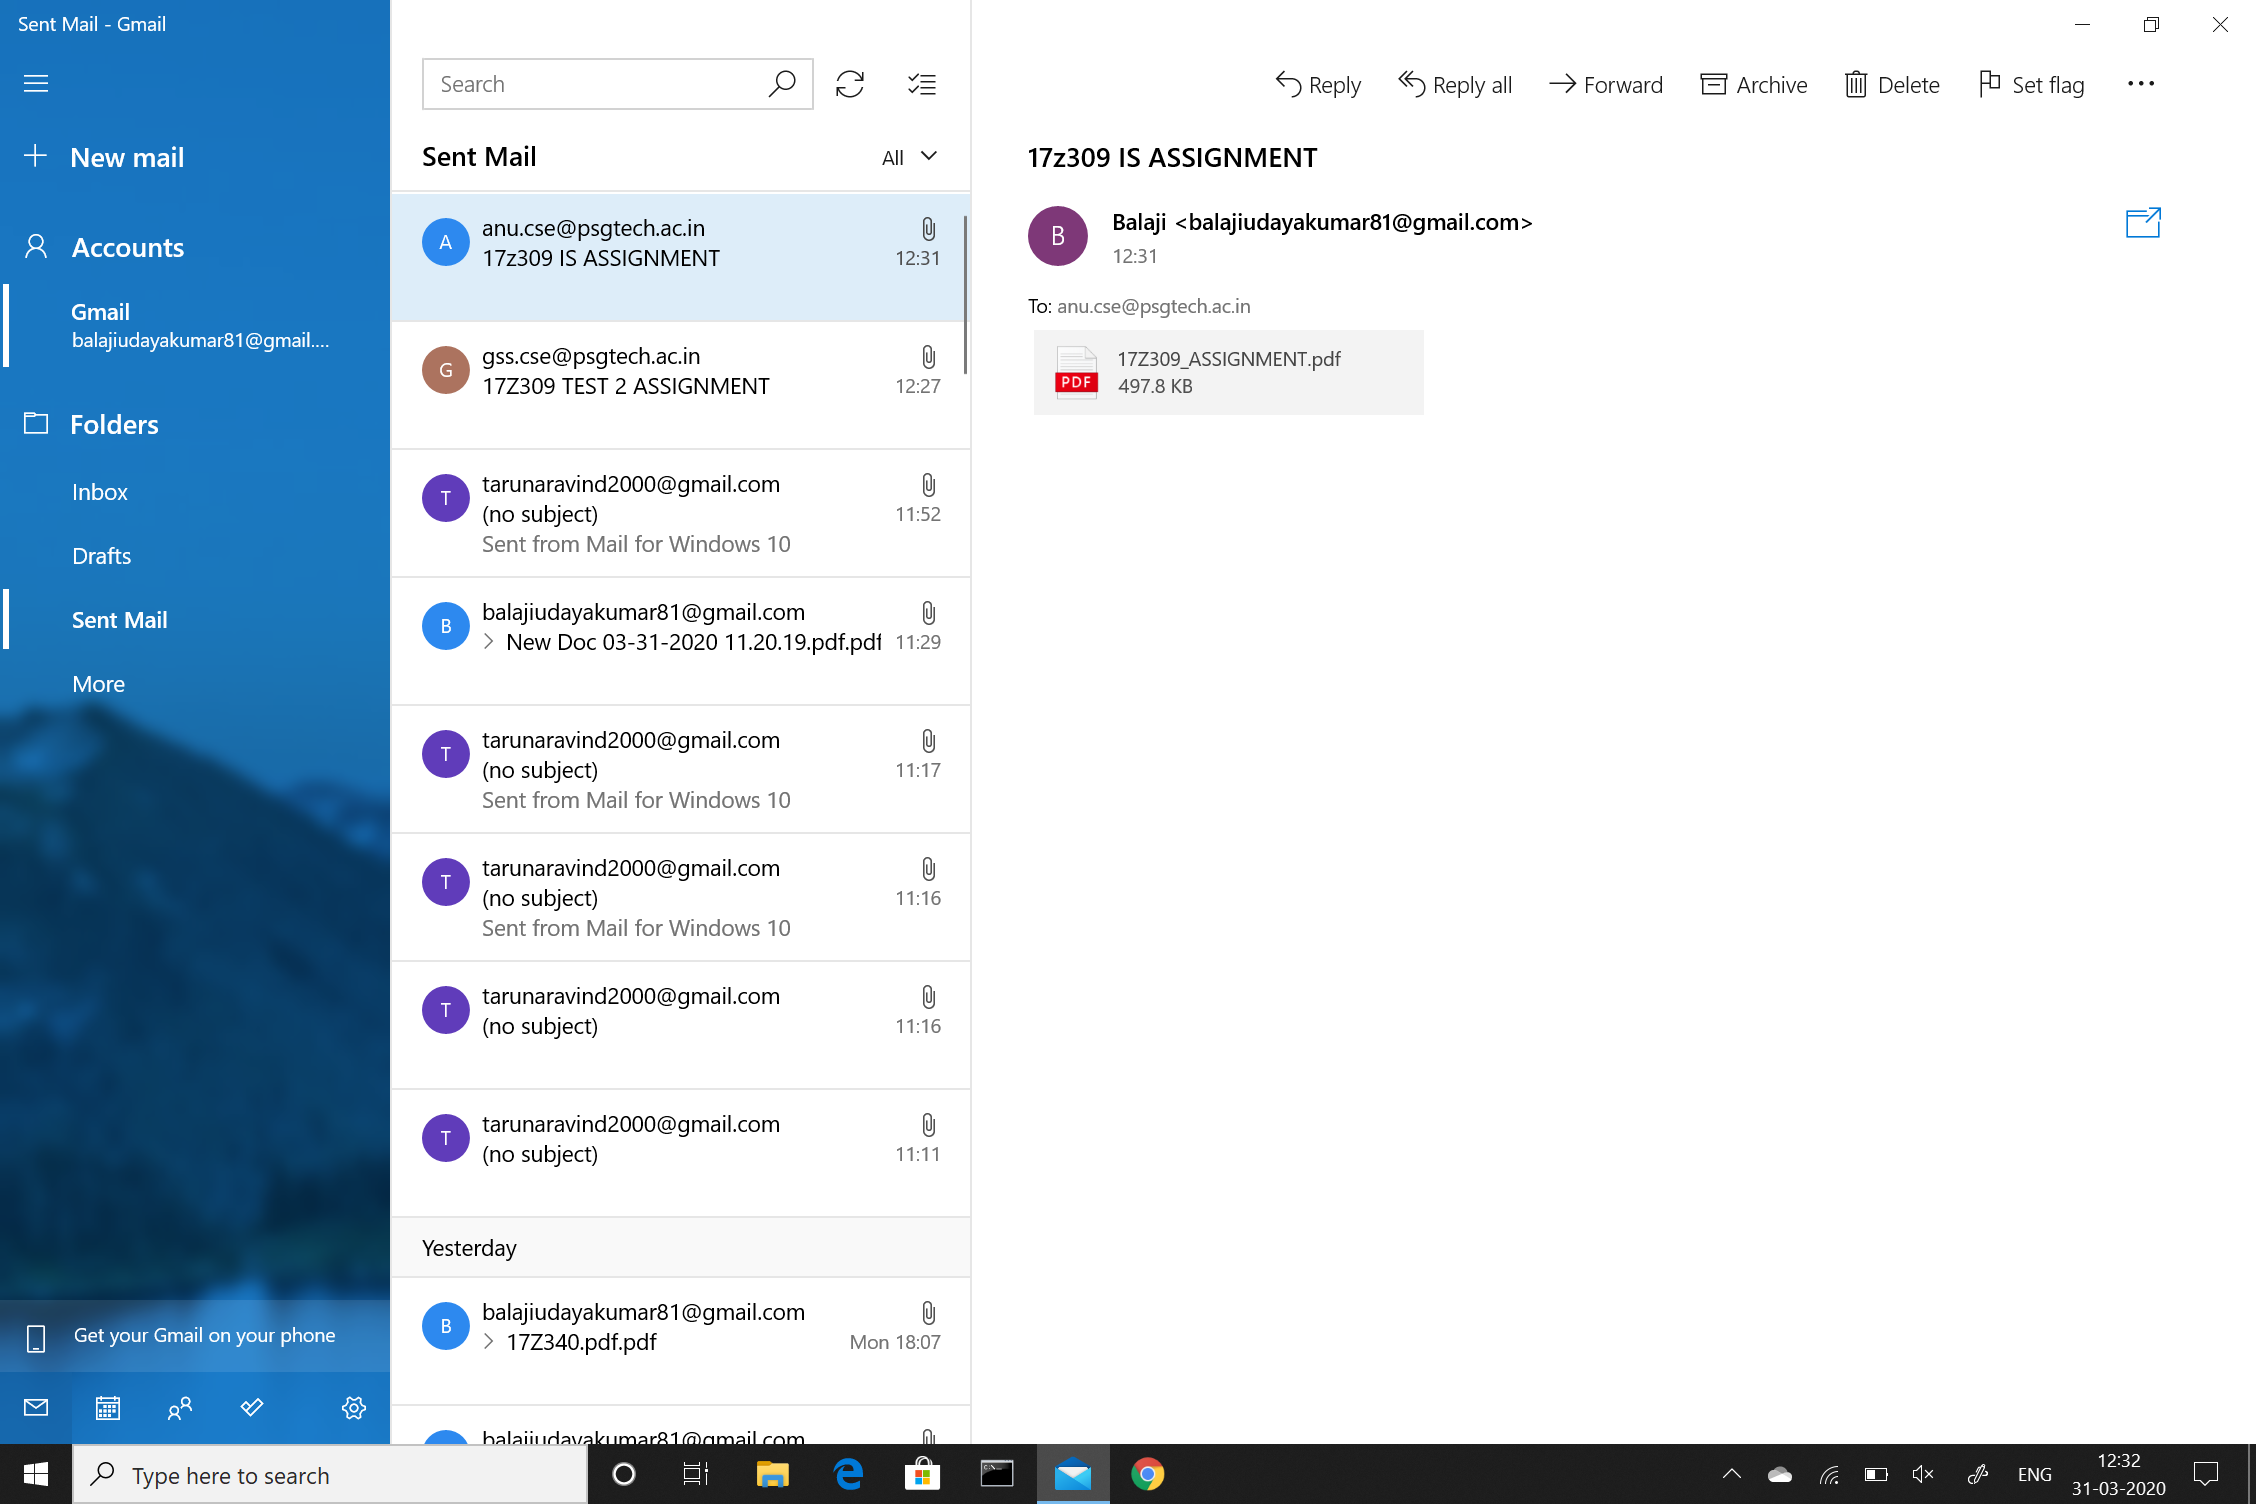 Sent Mail - Gmail
New mail
Accounts
Gmail
balajiudayakumar81@gmail....
Folders
Inbox
Drafts
Sent Mail
More
Get your Gmail on your phone
Search
Sent Mail
All
anu.cse@psgtech.ac.in
17z309 IS ASSIGNMENT
12:31
gss.cse@psgtech.ac.in
17Z309 TEST 2 ASSIGNMENT
12:27
tarunaravind2000@gmail.com
(no subject)
11:52
Sent from Mail for Windows 10
balajiudayakumar81@gmail.com
New Doc 03-31-2020 11.20.19.pdf.pdf
11:29
tarunaravind2000@gmail.com
(no subject)
11:17
Sent from Mail for Windows 10
tarunaravind2000@gmail.com
(no subject)
11:16
Sent from Mail for Windows 10
tarunaravind2000@gmail.com
(no subject)
11:16
tarunaravind2000@gmail.com
(no subject)
11:11
Yesterday
balajiudayakumar81@gmail.com
17Z340.pdf.pdf
Mon 18:07
balajiudayakumar81@gmail.com
A
G
T
B
T
T
T
T
B
Reply
Reply all
Forward
Archive
Delete
Set flag
17z309 IS ASSIGNMENT
B
Balaji <balajiudayakumar81@gmail.com>
12:31
To: anu.cse@psgtech.ac.in
PDF
17Z309_ASSIGNMENT.pdf
497.8 KB
Type here to search
ENG
12:32
31-03-2020